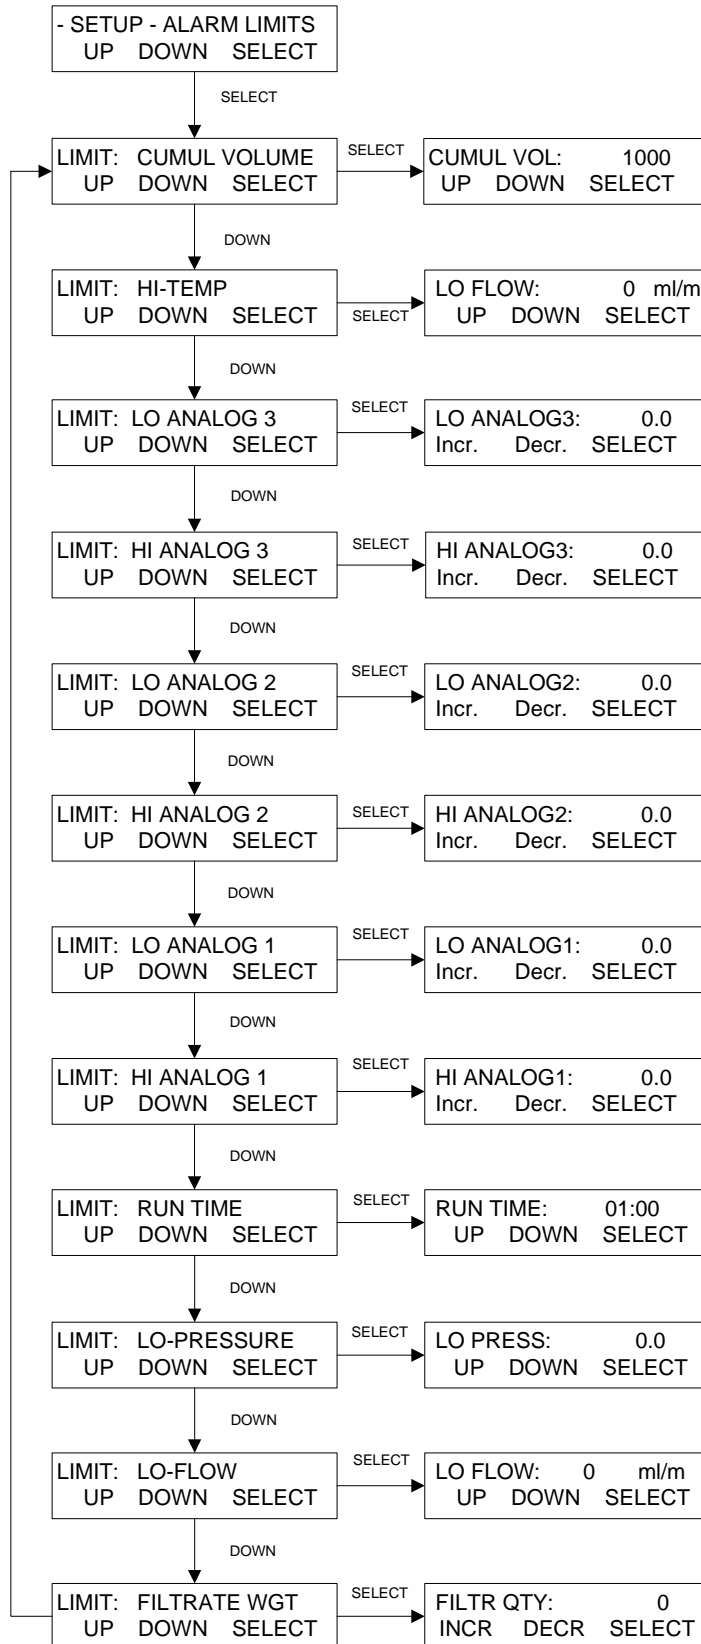 - SETUP - ALARM LIMITS
UP DOWN SELECT
SELECT
LIMIT: CUMUL VOLUME
UP DOWN SELECT
SELECT
CUMUL VOL: 1000
UP DOWN SELECT
DOWN
LIMIT: HI-TEMP
UP DOWN SELECT
SELECT
LO FLOW: 0 ml/m
UP DOWN SELECT
DOWN
LIMIT: LO ANALOG 3
UP DOWN SELECT
SELECT
LO ANALOG3: 0.0
Incr. Decr. SELECT
DOWN
LIMIT: HI ANALOG 3
UP DOWN SELECT
SELECT
HI ANALOG3: 0.0
Incr. Decr. SELECT
DOWN
LIMIT: LO ANALOG 2
UP DOWN SELECT
SELECT
LO ANALOG2: 0.0
Incr. Decr. SELECT
DOWN
LIMIT: HI ANALOG 2
UP DOWN SELECT
SELECT
HI ANALOG2: 0.0
Incr. Decr. SELECT
DOWN
LIMIT: LO ANALOG 1
UP DOWN SELECT
SELECT
LO ANALOG1: 0.0
Incr. Decr. SELECT
DOWN
LIMIT: HI ANALOG 1
UP DOWN SELECT
SELECT
HI ANALOG1: 0.0
Incr. Decr. SELECT
DOWN
LIMIT: RUN TIME
UP DOWN SELECT
SELECT
RUN TIME: 01:00
UP DOWN SELECT
DOWN
LIMIT: LO-PRESSURE
UP DOWN SELECT
SELECT
LO PRESS: 0.0
UP DOWN SELECT
DOWN
LIMIT: LO-FLOW
UP DOWN SELECT
SELECT
LO FLOW: 0 ml/m
UP DOWN SELECT
DOWN
LIMIT: FILTRATE WGT
UP DOWN SELECT
SELECT
FILTR QTY: 0
INCR DECR SELECT